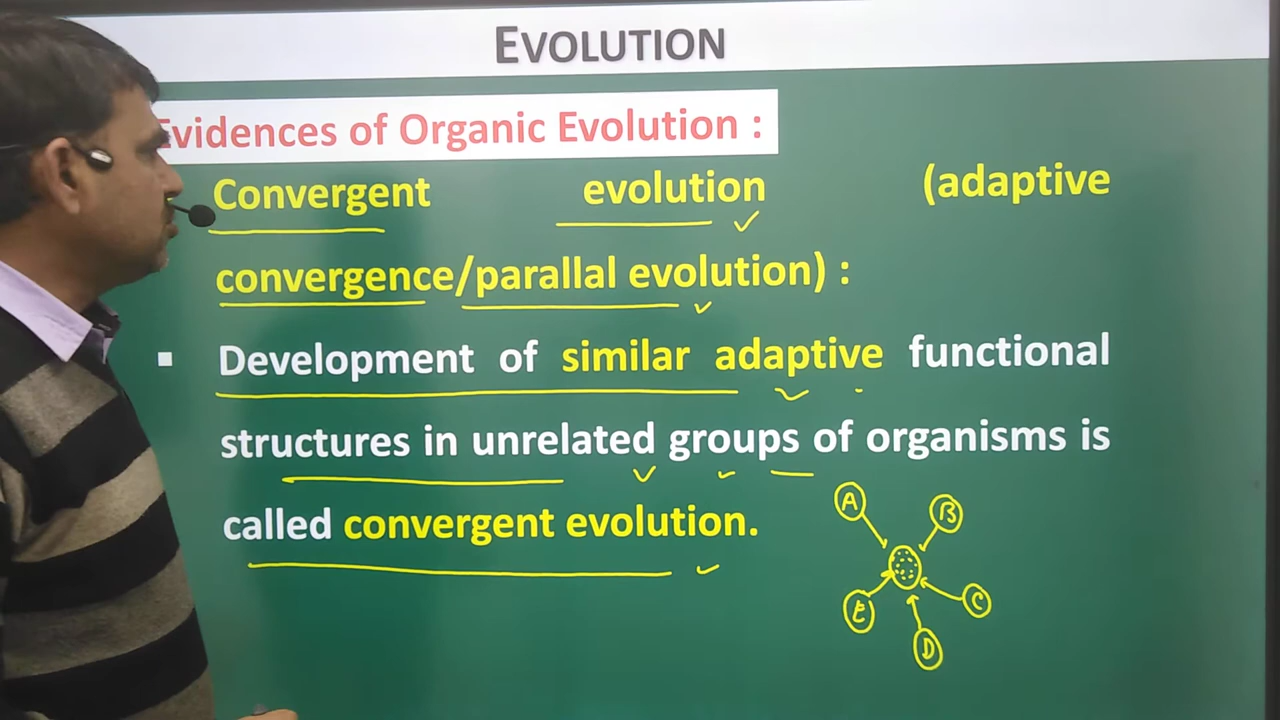 EVOLUTION
Evidences of Organic Evolution :
Convergent evolution (adaptive
convergence/parallal evolution) :
▪ Development of similar adaptive functional
structures in unrelated groups of organisms is
called convergent evolution.
A B
E C
D